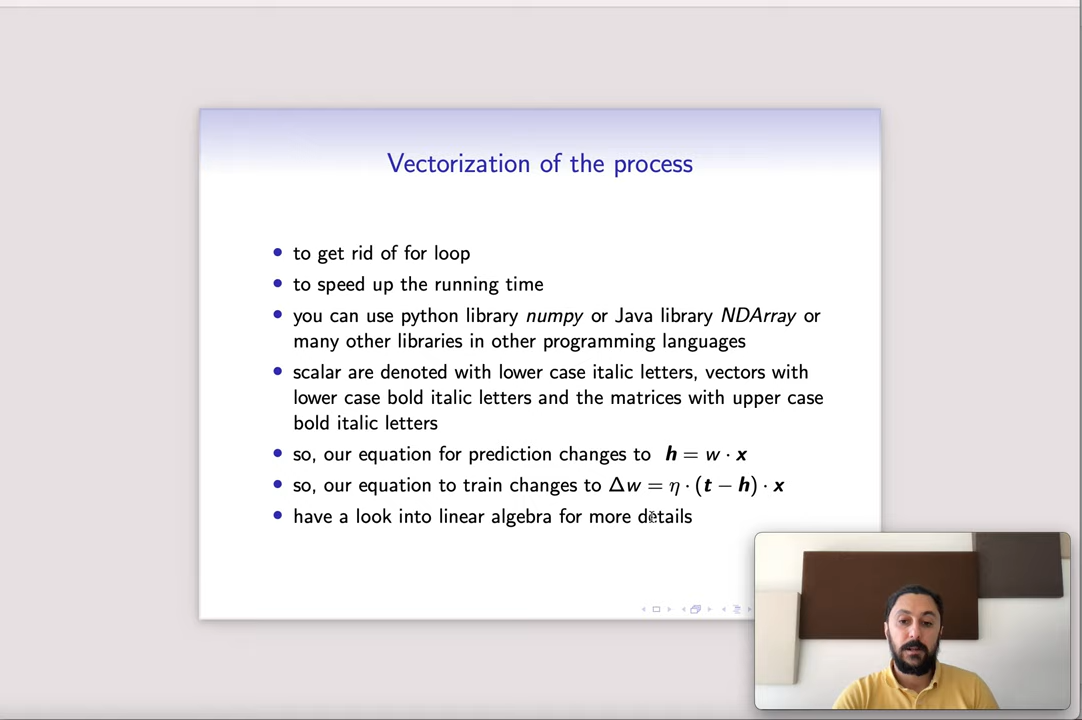 Vectorization of the process
• to get rid of for loop
• to speed up the running time
• you can use python library numpy or Java library NDArray or
many other libraries in other programming languages
• scalar are denoted with lower case italic letters, vectors with
lower case bold italic letters and the matrices with upper case
bold italic letters
• so, our equation for prediction changes to h = w · x
• so, our equation to train changes to Δw = η · (t − h) · x
• have a look into linear algebra for more details